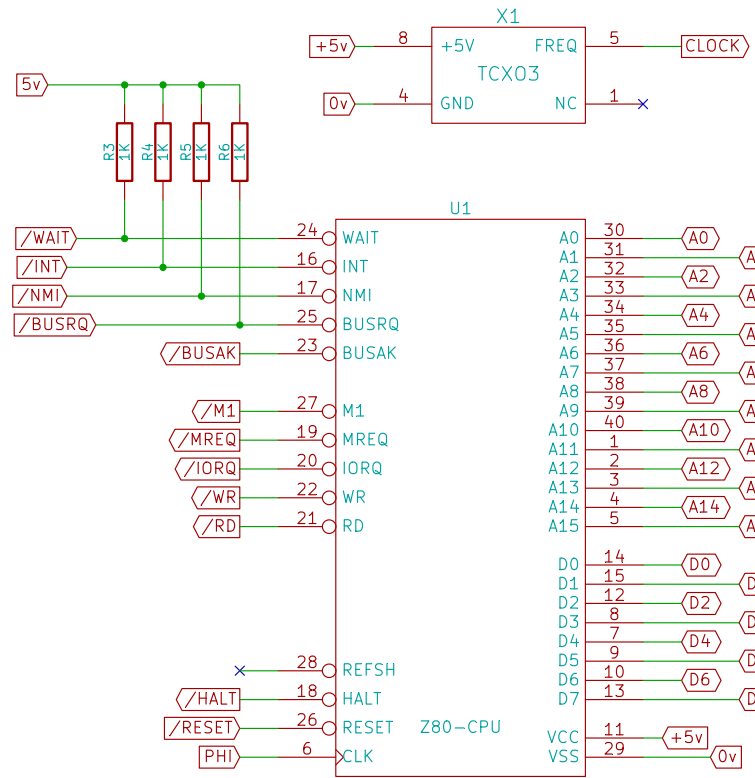 X1
+5v 8 +5V FREQ 5 CLOCK
TCXO3
0v 4 GND NC 1
5v
R3 1K R4 1K R5 1K R6 1K
U1
/WAIT 24 WAIT A0 30 A0
A1 31 A
/INT 16 INT A2 32 A2
/NMI 17 NMI A3 33 A
A4 34 A4
/BUSRQ 25 BUSRQ A5 35 A
/BUSAK 23 BUSAK A6 36 A6
A7 37 A
A8 38 A8
/M1 27 M1 A9 39 A
/MREQ 19 MREQ A10 40 A10
A11 1 A
/IORQ 20 IORQ A12 2 A12
/WR 22 WR A13 3 A
A14 4 A14
/RD 21 RD A15 5 A
D0 14 D0
D1 15 D
D2 12 D2
D3 8 D
D4 7 D4
D5 9 D
28 REFSH D6 10 D6
/HALT 18 HALT D7 13 D
/RESET 26 RESET Z80-CPU
VCC 11 +5v
PHI 6 CLK VSS 29 0v